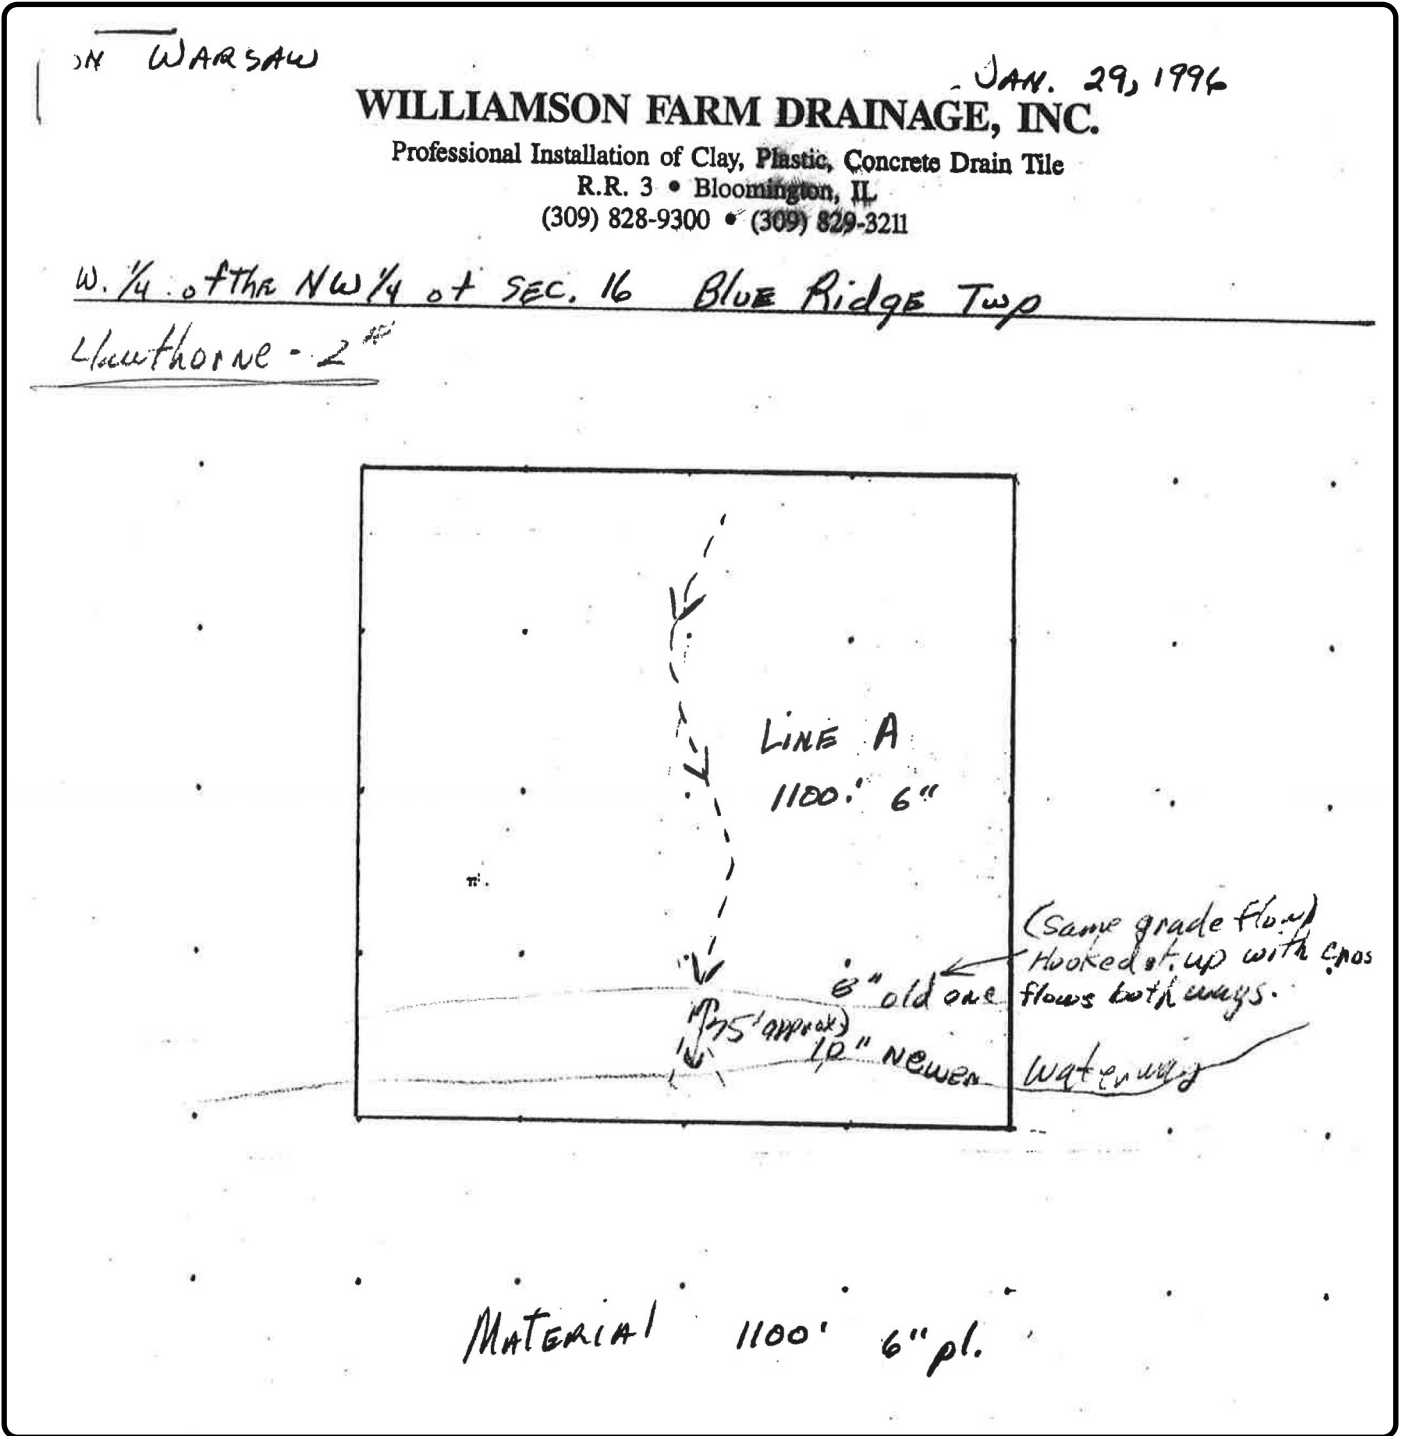 ON WARSAW
JAN. 29, 1996
WILLIAMSON FARM DRAINAGE, INC.
Professional Installation of Clay, Plastic, Concrete Drain Tile
R.R. 3 • Bloomington, IL
(309) 828-9300 • (309) 829-3211
W. 1/4 of the NW 1/4 of SEC. 16 Blue Ridge Twp
Hawthorne - 2
LINE A
1100' 6"
(same grade flow)
Hooked it up with
old one flows both ways.
75' approx)
10" Newer waterway
MATERIAL 1100' 6" pl.